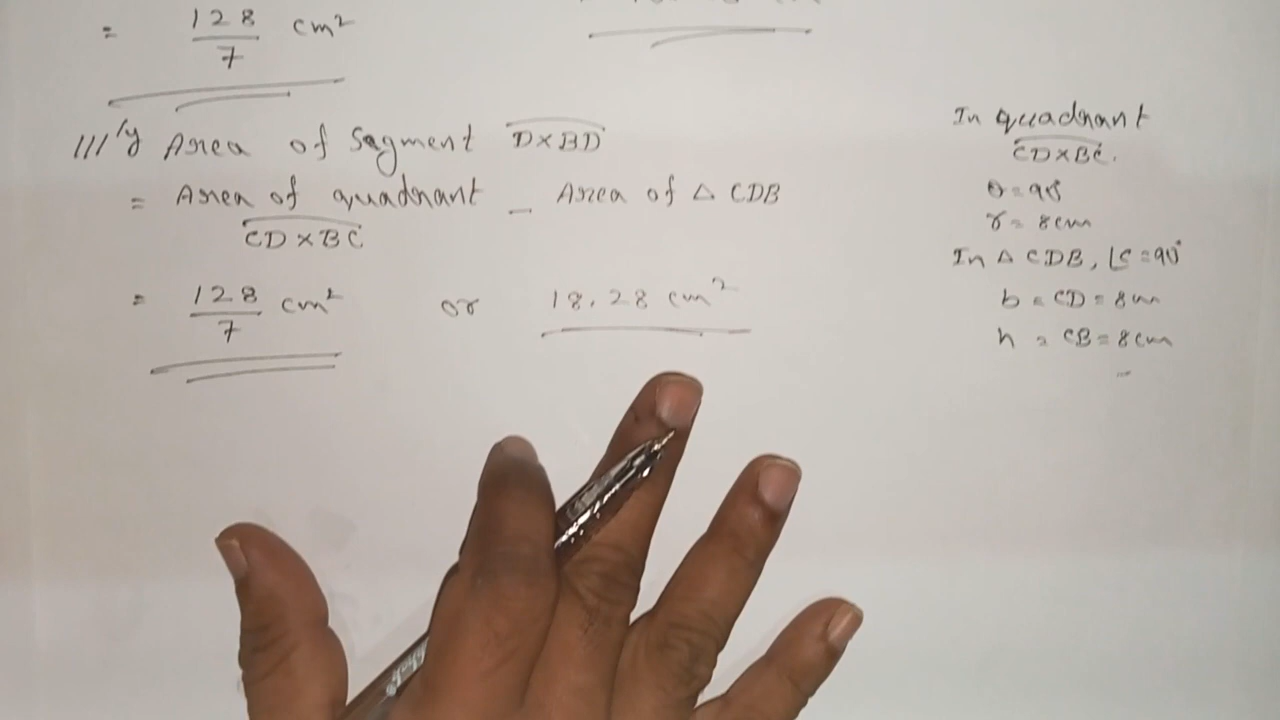 = 128/7 cm²
|||ly Area of Segment DXBD
= Area of quadrant CDXBC - Area of △ CDB
= 128/7 cm² or 18.28 cm²
In quadrant
CDXBC.
θ = 90°
r = 8cm
In △ CDB, ∠C = 90°
b = CD = 8cm
h = CB = 8cm